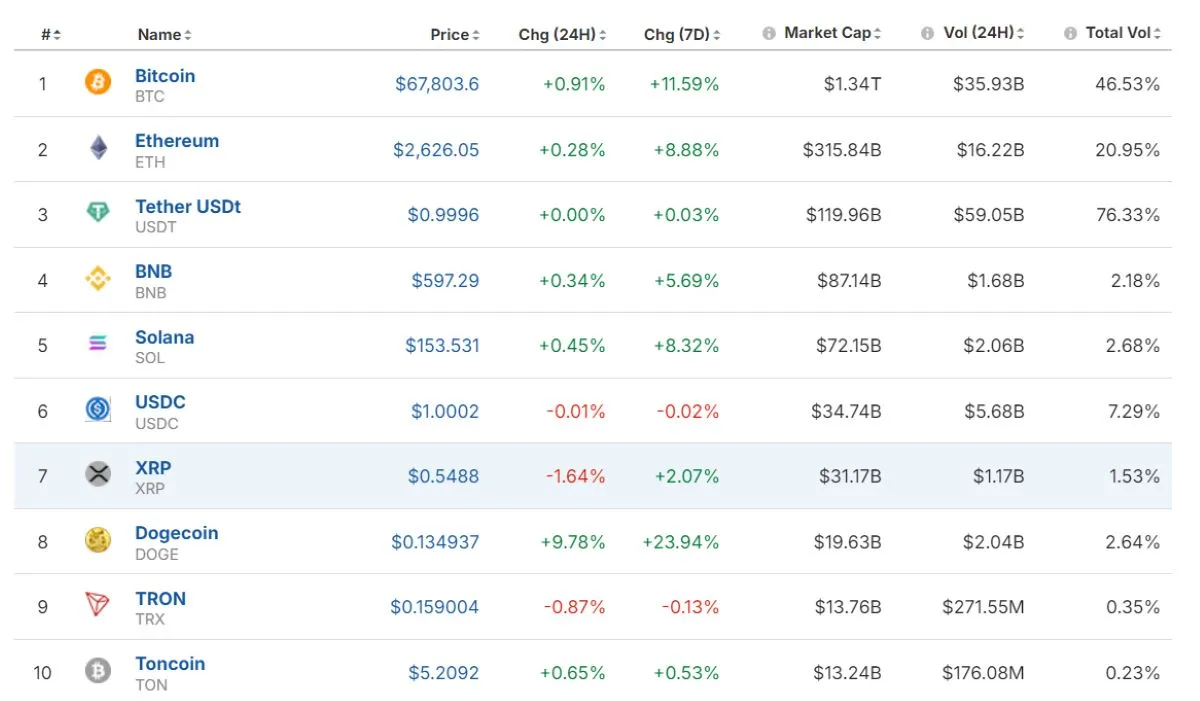 # Name Price Chg (24H) Chg (7D) Market Cap Vol (24H) Total Vol
1 Bitcoin $67,803.6 +0.91% +11.59% $1.34T $35.93B 46.53%
BTC
2 Ethereum $2,626.05 +0.28% +8.88% $315.84B $16.22B 20.95%
ETH
3 Tether USDt $0.9996 +0.00% +0.03% $119.96B $59.05B 76.33%
USDT
4 BNB $597.29 +0.34% +5.69% $87.14B $1.68B 2.18%
BNB
5 Solana $153.531 +0.45% +8.32% $72.15B $2.06B 2.68%
SOL
6 USDC $1.0002 -0.01% -0.02% $34.74B $5.68B 7.29%
USDC
7 XRP $0.5488 -1.64% +2.07% $31.17B $1.17B 1.53%
XRP
8 Dogecoin $0.134937 +9.78% +23.94% $19.63B $2.04B 2.64%
DOGE
9 TRON $0.159004 -0.87% -0.13% $13.76B $271.55M 0.35%
TRX
10 Toncoin $5.2092 +0.65% +0.53% $13.24B $176.08M 0.23%
TON